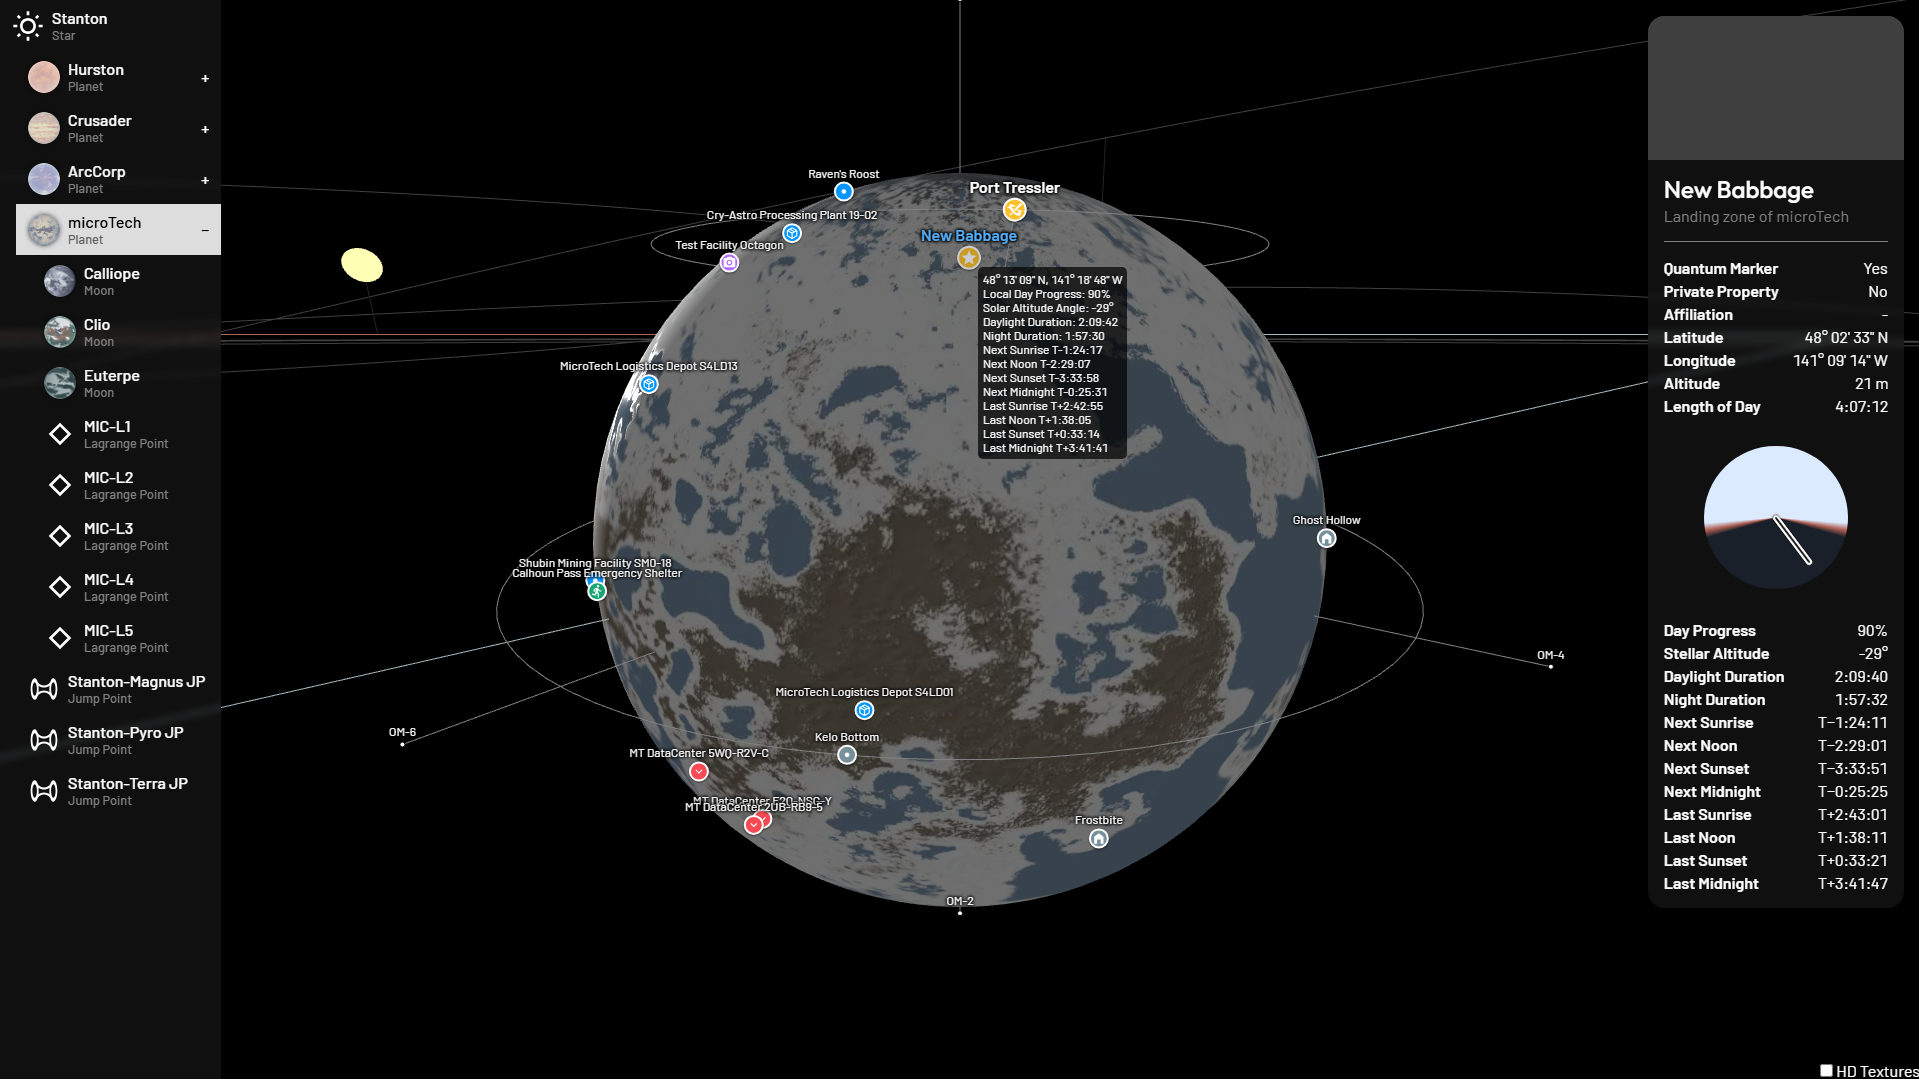 Stanton
Star
Hurston
Planet
+
Crusader
Planet
+
ArcCorp
Planet
+
microTech
Planet
–
Calliope
Moon
Clio
Moon
Euterpe
Moon
MIC-L1
Lagrange Point
MIC-L2
Lagrange Point
MIC-L3
Lagrange Point
MIC-L4
Lagrange Point
MIC-L5
Lagrange Point
Stanton-Magnus JP
Jump Point
Stanton-Pyro JP
Jump Point
Stanton-Terra JP
Jump Point
Raven's Roost
Port Tressler
Cry-Astro Processing Plant 19-02
New Babbage
Test Facility Octagon
48° 13' 09" N, 141° 18' 48" W
Local Day Progress: 90%
Solar Altitude Angle: -29°
Daylight Duration: 2:09:42
Night Duration: 1:57:30
Next Sunrise T-1:24:17
Next Noon T-2:29:07
Next Sunset T-3:33:58
Next Midnight T-0:25:31
Last Sunrise T+2:42:55
Last Noon T+1:38:05
Last Sunset T+0:33:14
Last Midnight T+3:41:41
MicroTech Logistics Depot S4LD13
Ghost Hollow
Shubin Mining Facility SM0-18
Calhoun Pass Emergency Shelter
OM-4
MicroTech Logistics Depot S4LD01
OM-6
Kelo Bottom
MT DataCenter 5WQ-R2V-C
MT DataCenter 2UB-RB9-5
Frostbite
OM-2
New Babbage
Landing zone of microTech
Quantum Marker Yes
Private Property No
Affiliation -
Latitude 48° 02' 33" N
Longitude 141° 09' 14" W
Altitude 21 m
Length of Day 4:07:12
Day Progress 90%
Stellar Altitude -29°
Daylight Duration 2:09:40
Night Duration 1:57:32
Next Sunrise T-1:24:11
Next Noon T-2:29:01
Next Sunset T-3:33:51
Next Midnight T-0:25:25
Last Sunrise T+2:43:01
Last Noon T+1:38:11
Last Sunset T+0:33:21
Last Midnight T+3:41:47
HD Textures